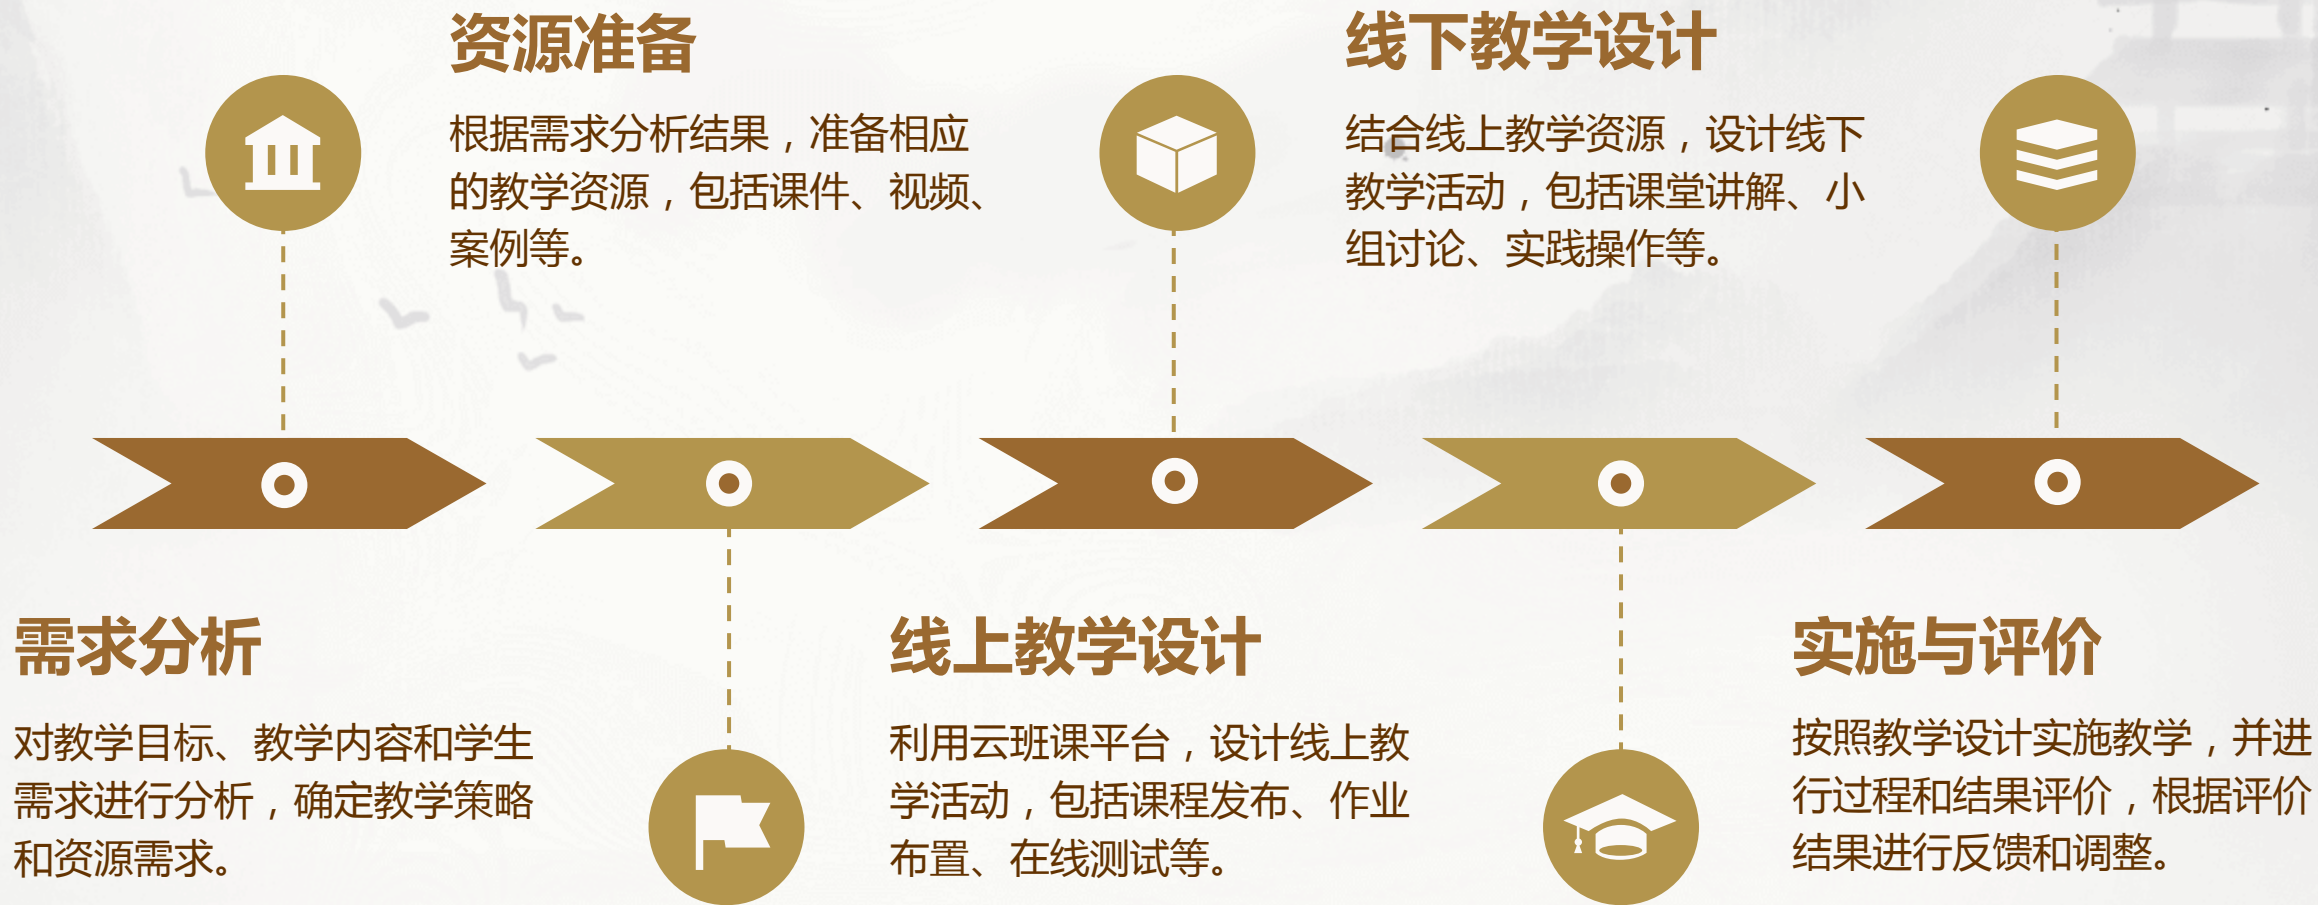 需求分析
对教学目标、教学内容和学生
需求进行分析，确定教学策略
和资源需求。
资源准备
根据需求分析结果，准备相应
的教学资源，包括课件、视频、
案例等。
线上教学设计
利用云班课平台，设计线上教
学活动，包括课程发布、作业
布置、在线测试等。
线下教学设计
结合线上教学资源，设计线下
教学活动，包括课堂讲解、小
组讨论、实践操作等。
实施与评价
按照教学设计实施教学，并进
行过程和结果评价，根据评价
结果进行反馈和调整。